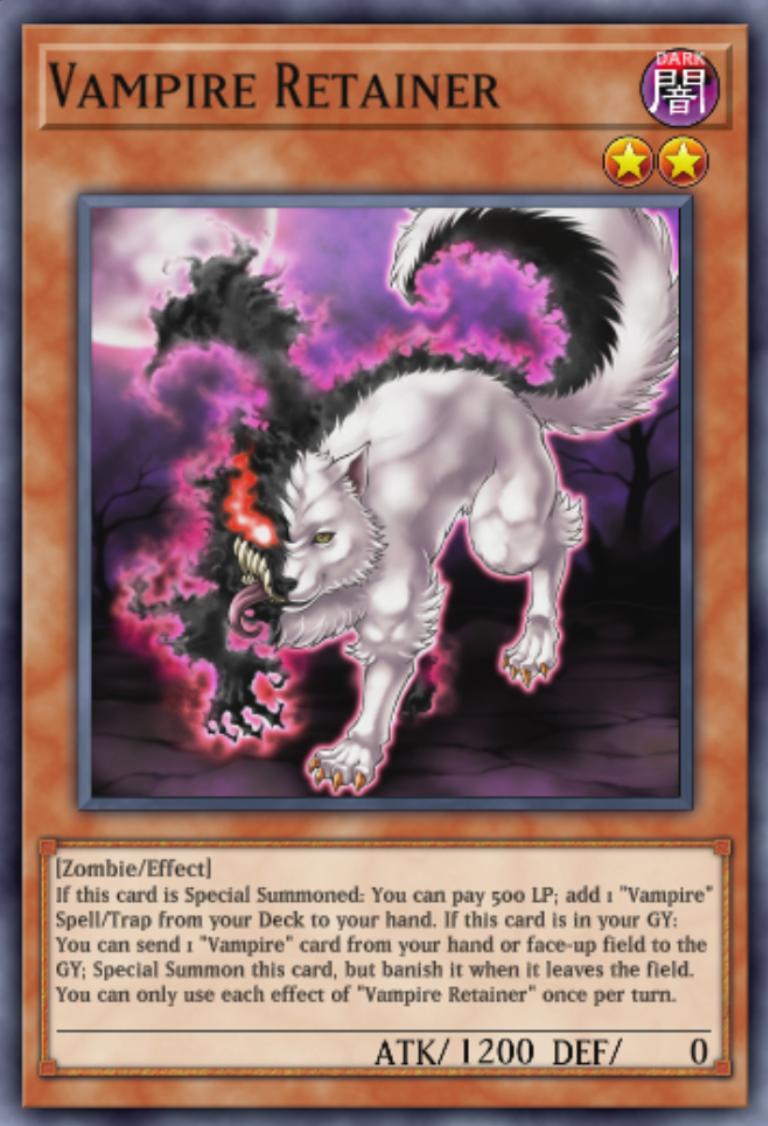 Vampire Retainer
DARK
闇
[Zombie/Effect]
If this card is Special Summoned: You can pay 500 LP; add 1 "Vampire"
Spell/Trap from your Deck to your hand. If this card is in your GY:
You can send 1 "Vampire" card from your hand or face-up field to the
GY; Special Summon this card, but banish it when it leaves the field.
You can only use each effect of "Vampire Retainer" once per turn.
ATK/ 1200 DEF/ 0